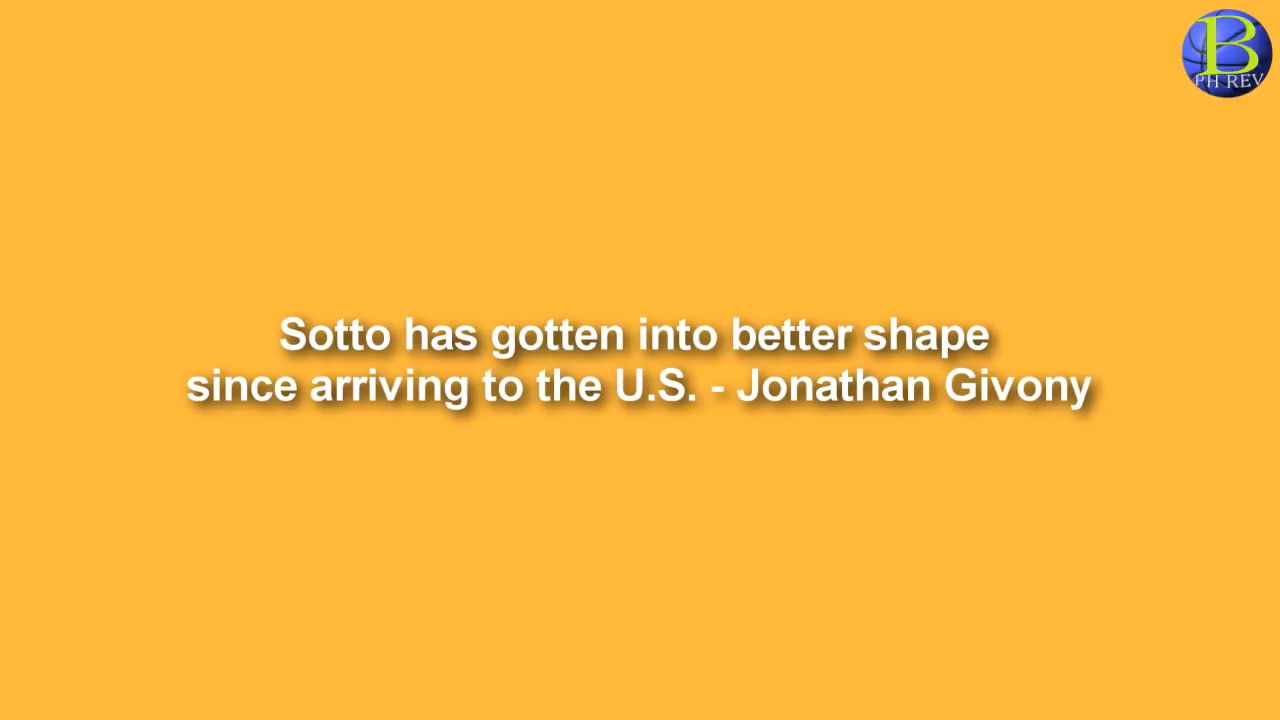 B
PH REV
Sotto has gotten into better shape
since arriving to the U.S. - Jonathan Givony